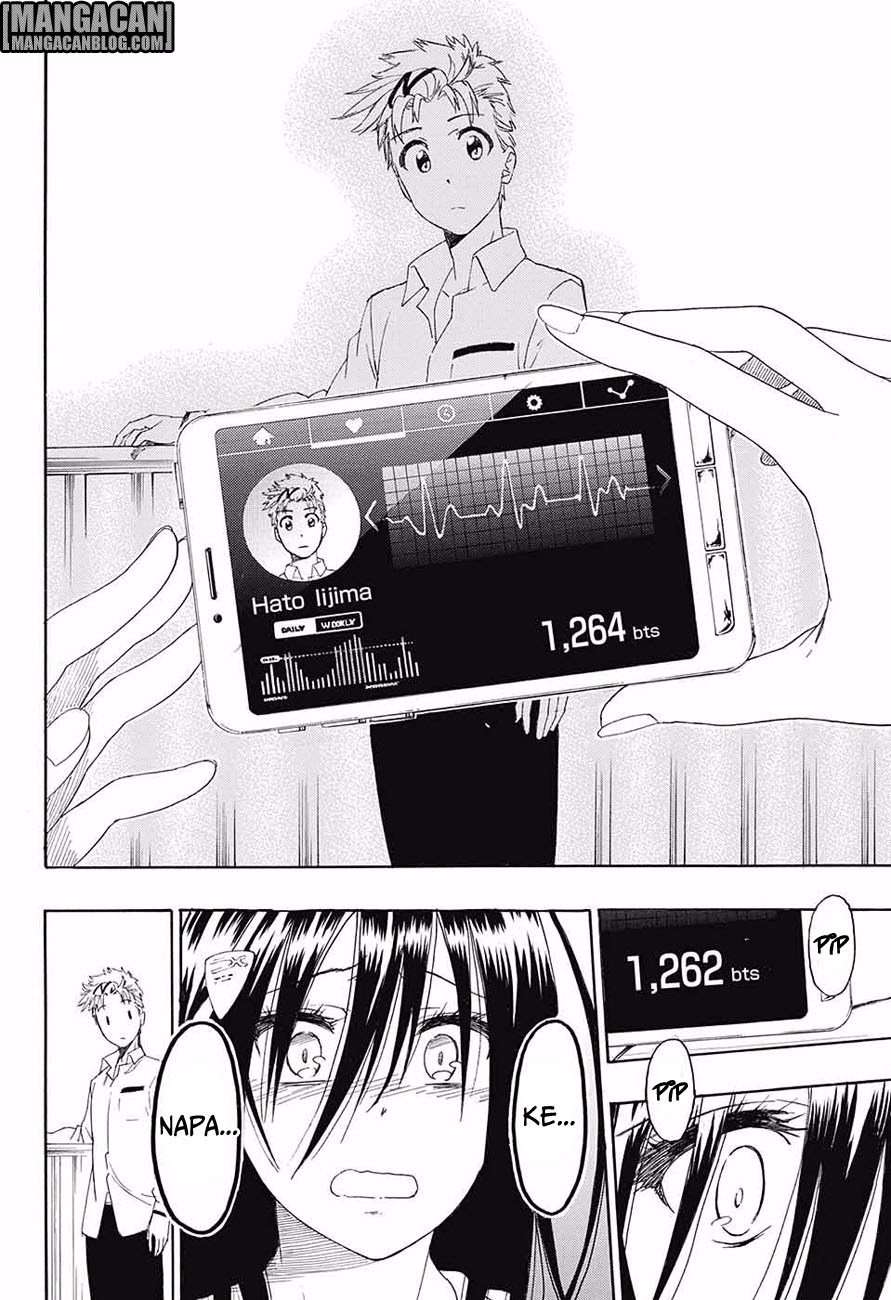 [MANGACAN]
MANGACANBLOG.COM
Hato Iijima
DAILY WEEKLY
1,264 bts
PIP
1,262 bts
PIP
KE...
NAPA...